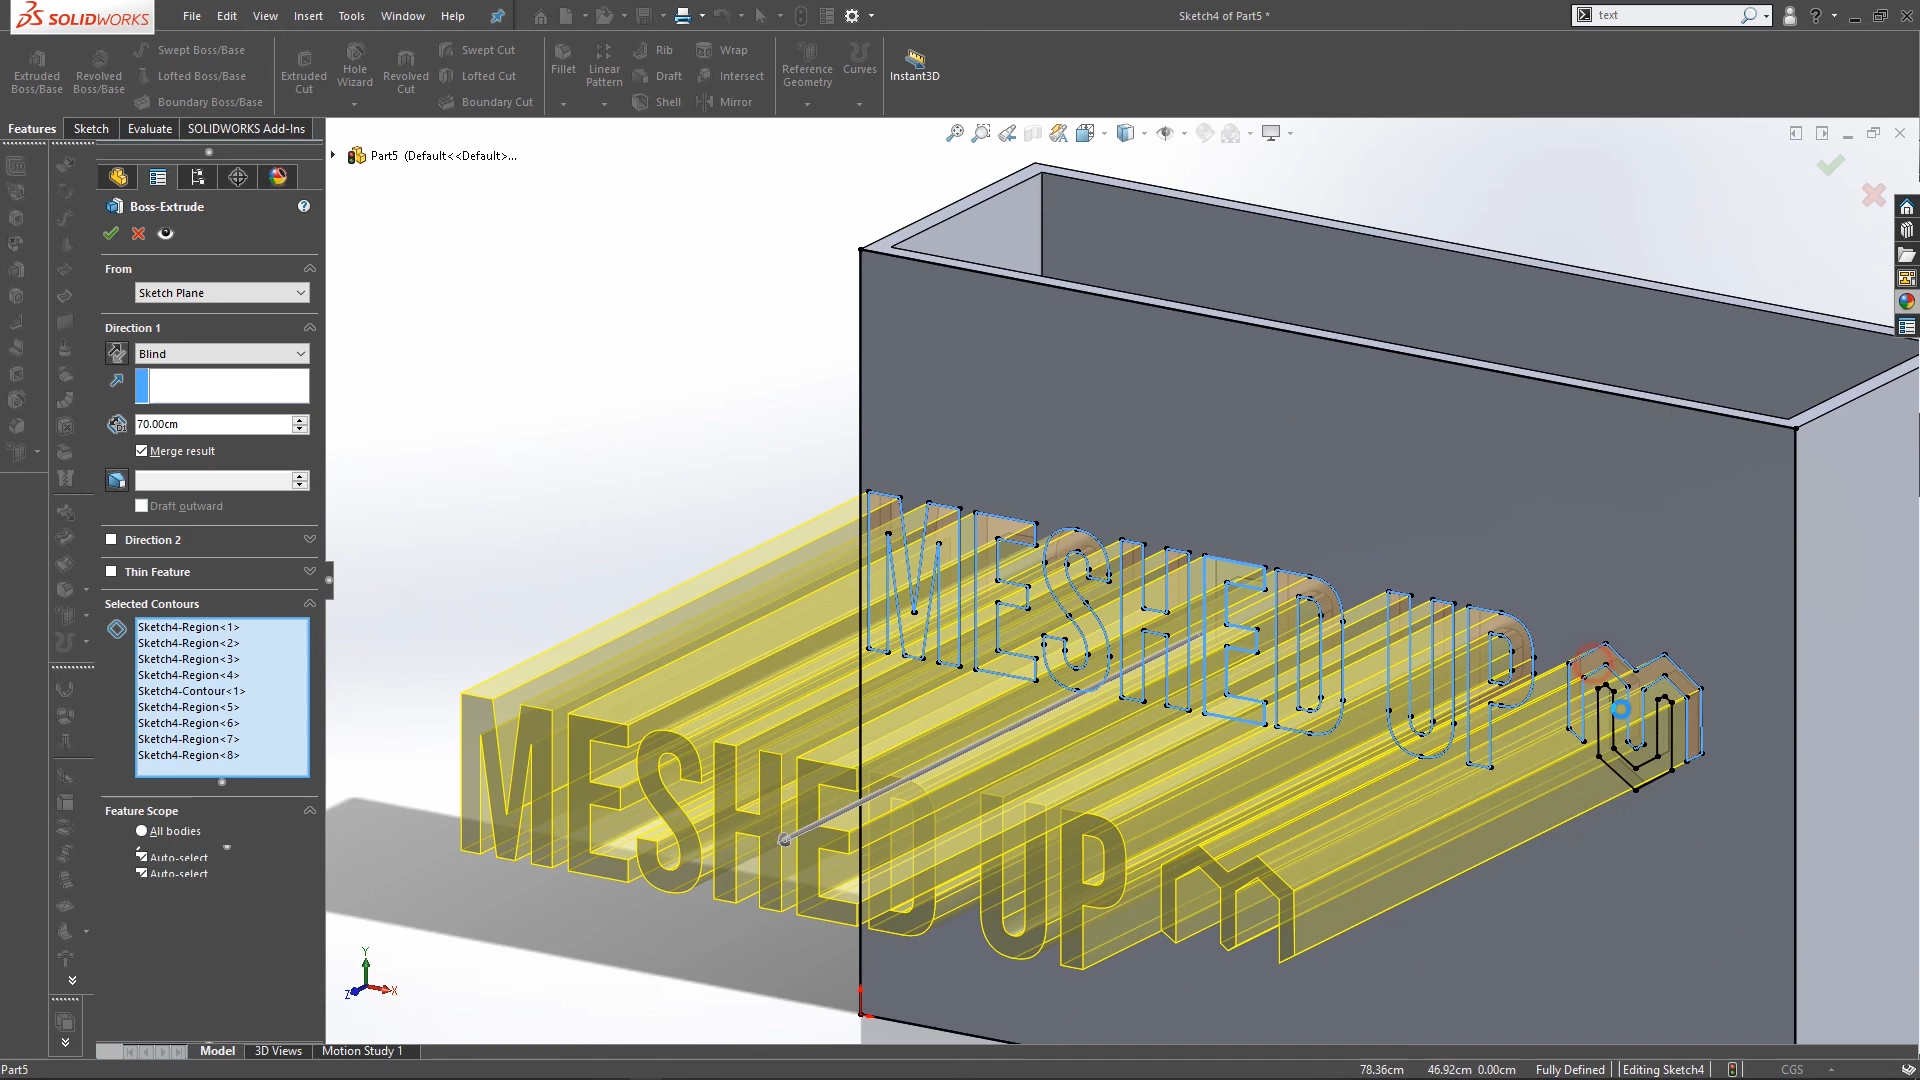 SOLIDWORKS
File Edit View Insert Tools Window Help
Sketch4 of Part5 *
text
Extruded Boss/Base
Revolved Boss/Base
Swept Boss/Base
Lofted Boss/Base
Boundary Boss/Base
Extruded Cut
Hole Wizard
Revolved Cut
Swept Cut
Lofted Cut
Boundary Cut
Fillet
Linear Pattern
Rib
Draft
Shell
Wrap
Intersect
Mirror
Reference Geometry
Curves
Instant3D
Features Sketch Evaluate SOLIDWORKS Add-Ins
Part5 (Default<<Default>...
Boss-Extrude
From
Sketch Plane
Direction 1
Blind
D1
70.00cm
Merge result
Draft outward
Direction 2
Thin Feature
Selected Contours
Sketch4-Region<1>
Sketch4-Region<2>
Sketch4-Region<3>
Sketch4-Region<4>
Sketch4-Contour<1>
Sketch4-Region<5>
Sketch4-Region<6>
Sketch4-Region<7>
Sketch4-Region<8>
Feature Scope
All bodies
Auto-select
Auto-select
MESHED UP
MESHED UP
Y
Z X
Model 3D Views Motion Study 1
Part5 78.36cm 46.92cm 0.00cm Fully Defined Editing Sketch4 CGS